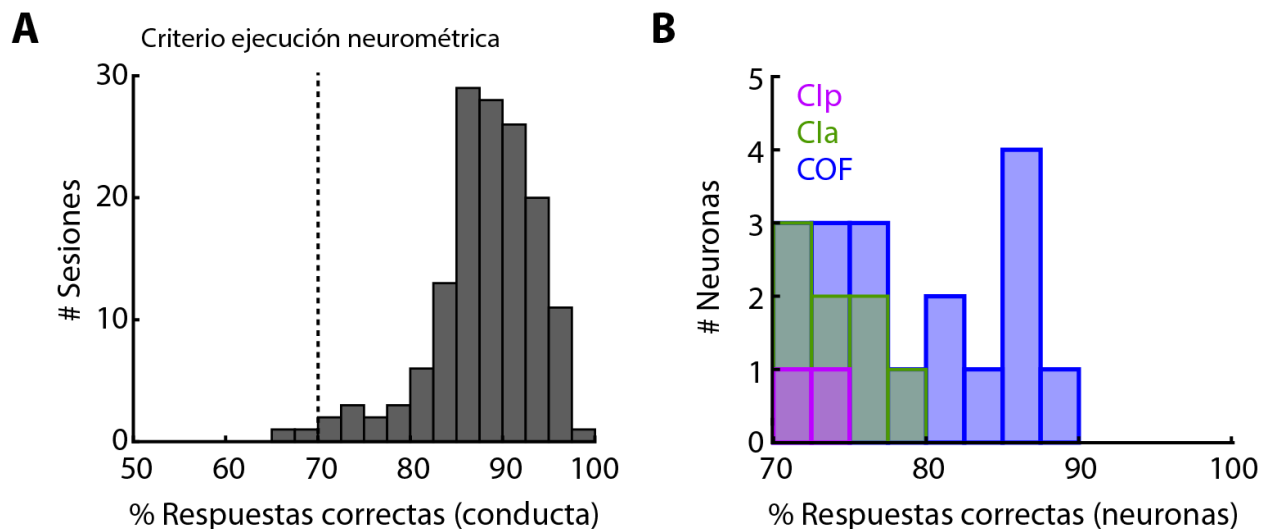 A
Criterio ejecución neurométrica
# Sesiones
30
20
10
0
50 60 70 80 90 100
% Respuestas correctas (conducta)
B
CIp
CIa
COF
# Neuronas
5
4
3
2
1
0
70 80 90 100
% Respuestas correctas (neuronas)